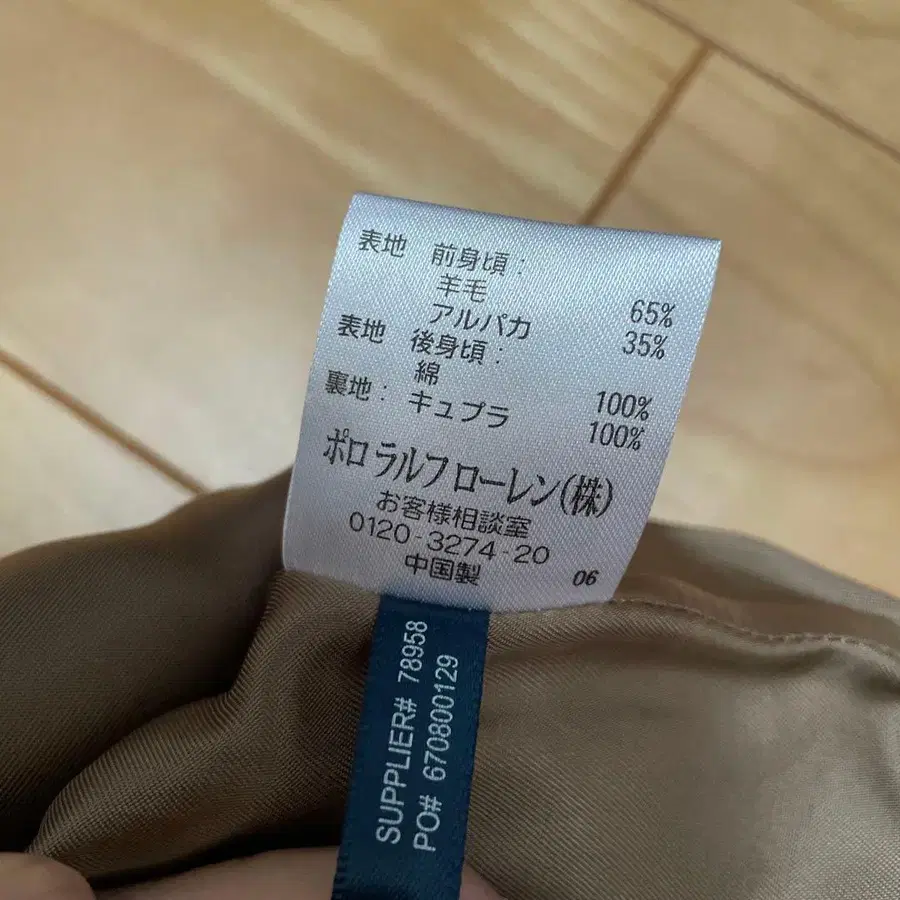 表地 前身頃:
羊毛 65%
アルパカ 35%
表地 後身頃:
綿 100%
裏地: キュプラ 100%
ポロ ラルフ ローレン(株)
お客様相談室
0120-3274-20
中国製 06
SUPPLIER# 78958
PO# 670800129